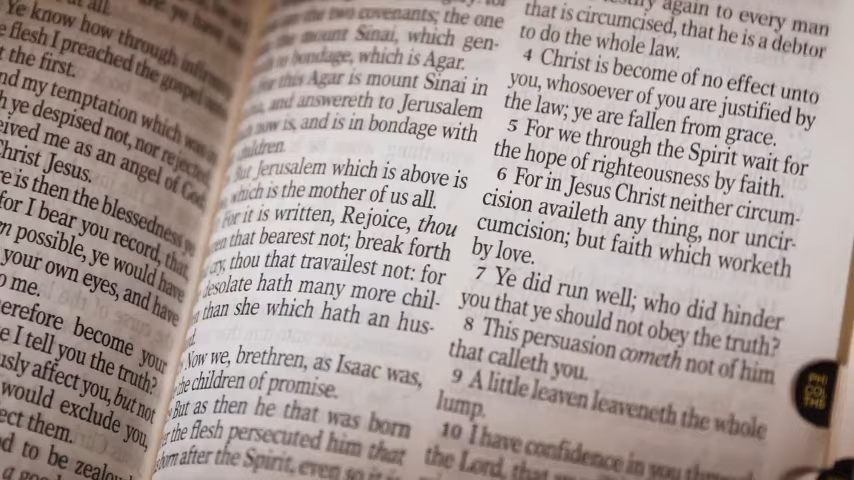 at all.
Ye know how through
flesh I preached the gospel
the first.
nd my temptation which was
ye despised not, nor rejected
eived me as an angel of God,
Christ Jesus.
re is then the blessedness ye
for I bear you record, that,
possible, ye would have
your own eyes, and have
o me.
erefore become your
e I tell you the truth?
usly affect you, but not
would exclude you,
ect them.
d to be
the two covenants; the one
the mount Sinai, which gen-
to bondage, which is Agar.
this Agar is mount Sinai in
and answereth to Jerusalem
now is, and is in bondage with
children.
But Jerusalem which is above is
which is the mother of us all.
For it is written, Rejoice, thou
that bearest not; break forth
cry, thou that travailest not: for
desolate hath many more chil-
than she which hath an hus-
Now we, brethren, as Isaac was,
the children of promise.
But as then he that was born
the flesh persecuted him that
born after the Spirit, even so it is
again to every man
that is circumcised, that he is a debtor
to do the whole law.
4 Christ is become of no effect unto
you, whosoever of you are justified by
the law; ye are fallen from grace.
5 For we through the Spirit wait for
the hope of righteousness by faith.
6 For in Jesus Christ neither circum-
cision availeth any thing, nor uncir-
cumcision; but faith which worketh
by love.
7 Ye did run well; who did hinder
you that ye should not obey the truth?
8 This persuasion cometh not of him
that calleth you.
9 A little leaven leaveneth the whole
lump.
10 I have confidence in you through
the Lord, that
PHI
COL
THE